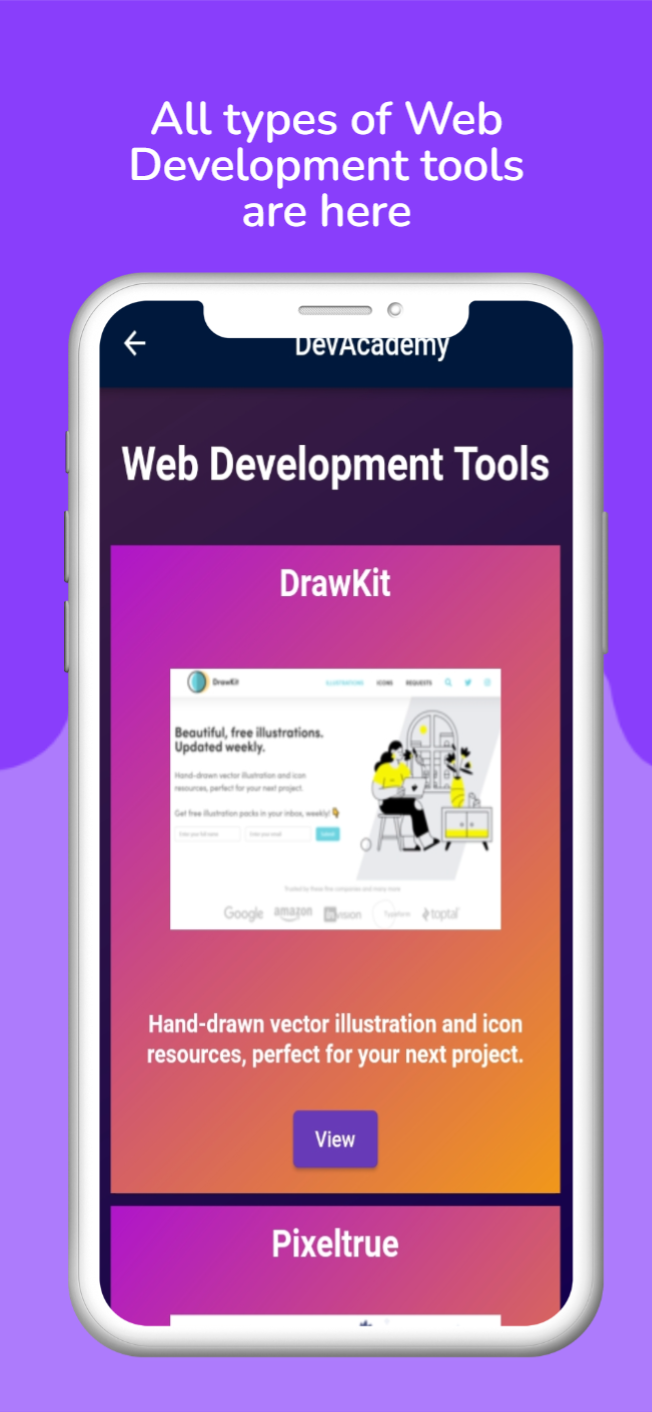 All types of Web
Development tools
are here
DevAcademy
Web Development Tools
DrawKit
DrawKit
ILLUSTRATIONS ICONS REQUESTS
Beautiful, free illustrations.
Updated weekly.
Hand-drawn vector illustration and icon
resources, perfect for your next project.
Get free illustration packs in your inbox, weekly!
Enter your full name Enter your email Submit
Trusted by these fine companies and many more
Google amazon invision Typeform toptal
Hand-drawn vector illustration and icon
resources, perfect for your next project.
View
Pixeltrue